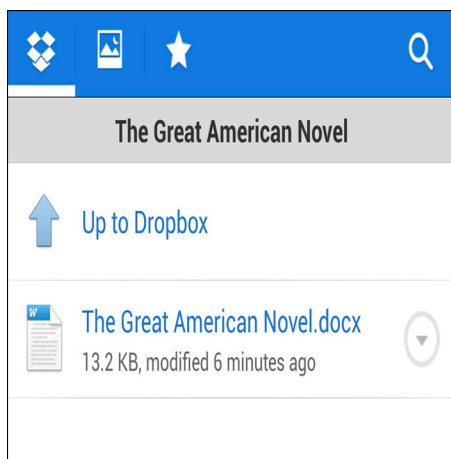 The Great American Novel
Up to Dropbox
W
The Great American Novel.docx
13.2 KB, modified 6 minutes ago